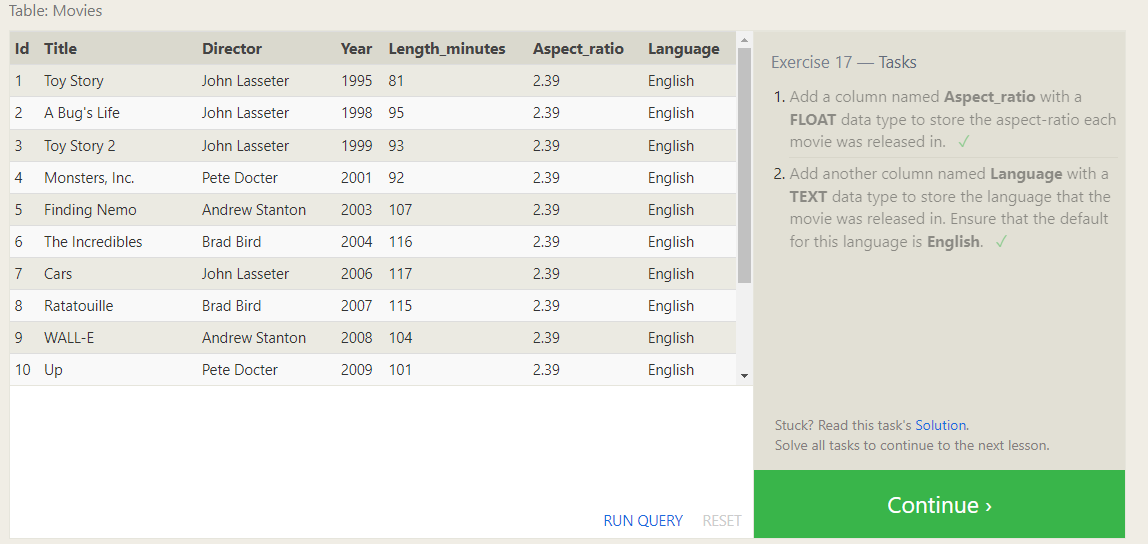 Table: Movies
Id Title Director Year Length_minutes Aspect_ratio Language
1 Toy Story John Lasseter 1995 81 2.39 English
2 A Bug's Life John Lasseter 1998 95 2.39 English
3 Toy Story 2 John Lasseter 1999 93 2.39 English
4 Monsters, Inc. Pete Docter 2001 92 2.39 English
5 Finding Nemo Andrew Stanton 2003 107 2.39 English
6 The Incredibles Brad Bird 2004 116 2.39 English
7 Cars John Lasseter 2006 117 2.39 English
8 Ratatouille Brad Bird 2007 115 2.39 English
9 WALL-E Andrew Stanton 2008 104 2.39 English
10 Up Pete Docter 2009 101 2.39 English
RUN QUERY RESET
Exercise 17 — Tasks
1. Add a column named Aspect_ratio with a
FLOAT data type to store the aspect-ratio each
movie was released in. ✓
2. Add another column named Language with a
TEXT data type to store the language that the
movie was released in. Ensure that the default
for this language is English. ✓
Stuck? Read this task's Solution.
Solve all tasks to continue to the next lesson.
Continue ›